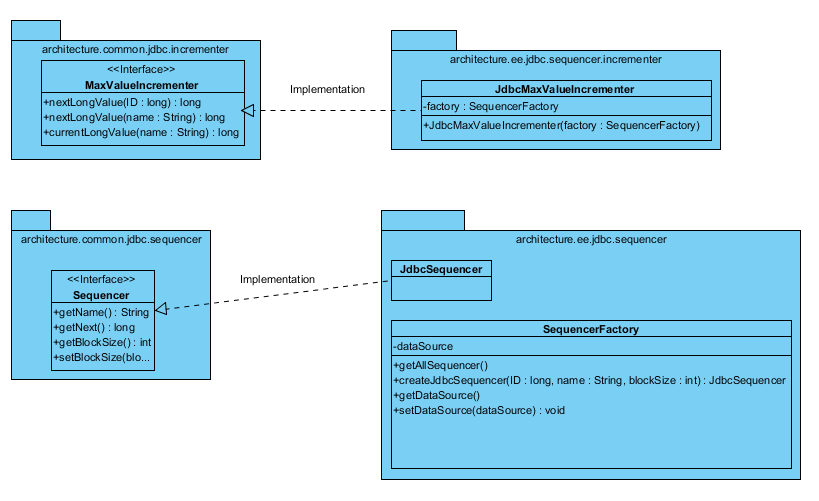 architecture.common.jdbc.incrementer
<<Interface>>
MaxValueIncrementer
+nextLongValue(ID : long) : long
+nextLongValue(name : String) : long
+currentLongValue(name : String) : long
Implementation
architecture.ee.jdbc.sequencer.incrementer
JdbcMaxValueIncrementer
-factory : SequencerFactory
+JdbcMaxValueIncrementer(factory : SequencerFactory)
architecture.common.jdbc.sequencer
<<Interface>>
Sequencer
+getName() : String
+getNext() : long
+getBlockSize() : int
+setBlockSize(blo...
Implementation
architecture.ee.jdbc.sequencer
JdbcSequencer
SequencerFactory
-dataSource
+getAllSequencer()
+createJdbcSequencer(ID : long, name : String, blockSize : int) : JdbcSequencer
+getDataSource()
+setDataSource(dataSource) : void